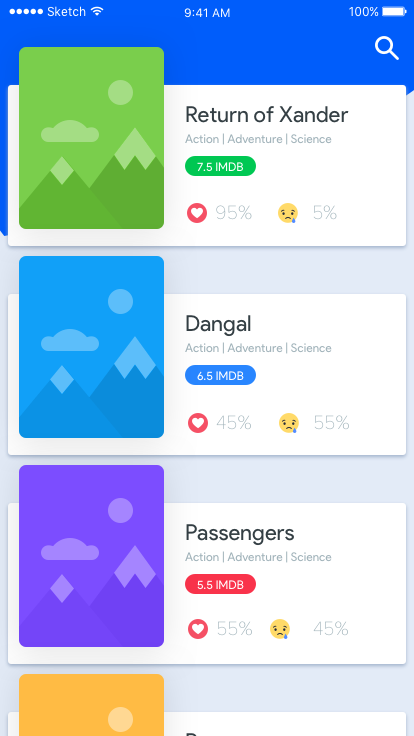 Sketch 9:41 AM 100%
Return of Xander
Action | Adventure | Science
7.5 IMDB
95% 5%
Dangal
Action | Adventure | Science
6.5 IMDB
45% 55%
Passengers
Action | Adventure | Science
5.5 IMDB
55% 45%